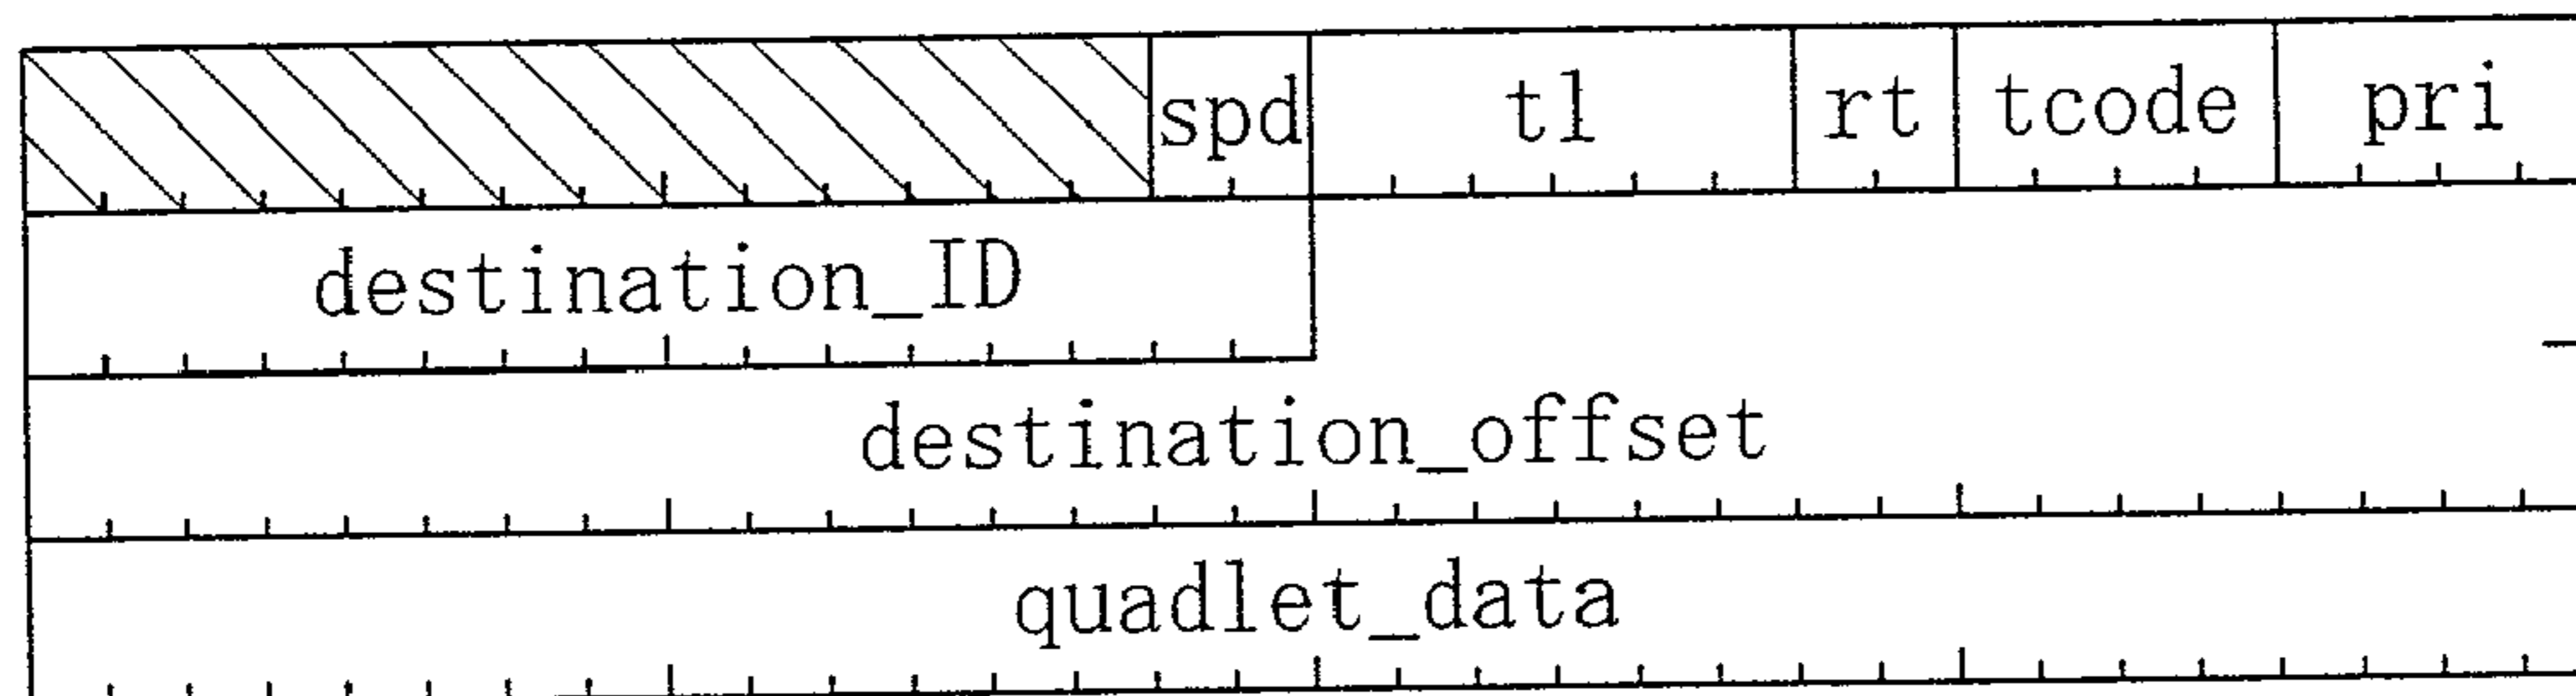 spd tl rt tcode pri
destination_ID
destination_offset
quadlet_data